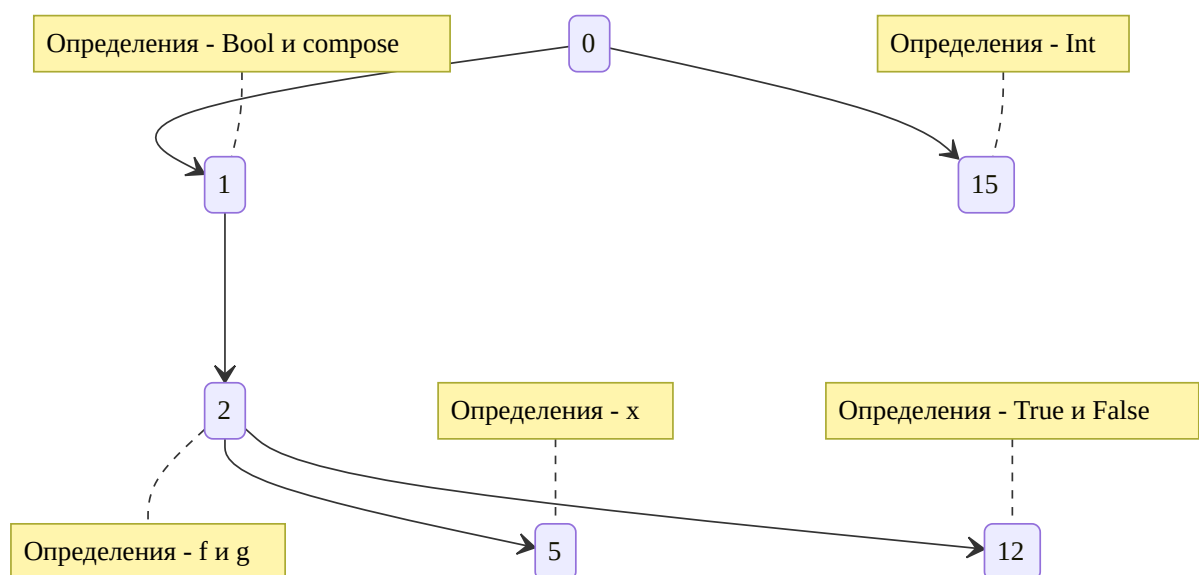 Определения - Bool и compose
0
Определения - Int
1
15
2
Определения - x
Определения - True и False
Определения - f и g
5
12